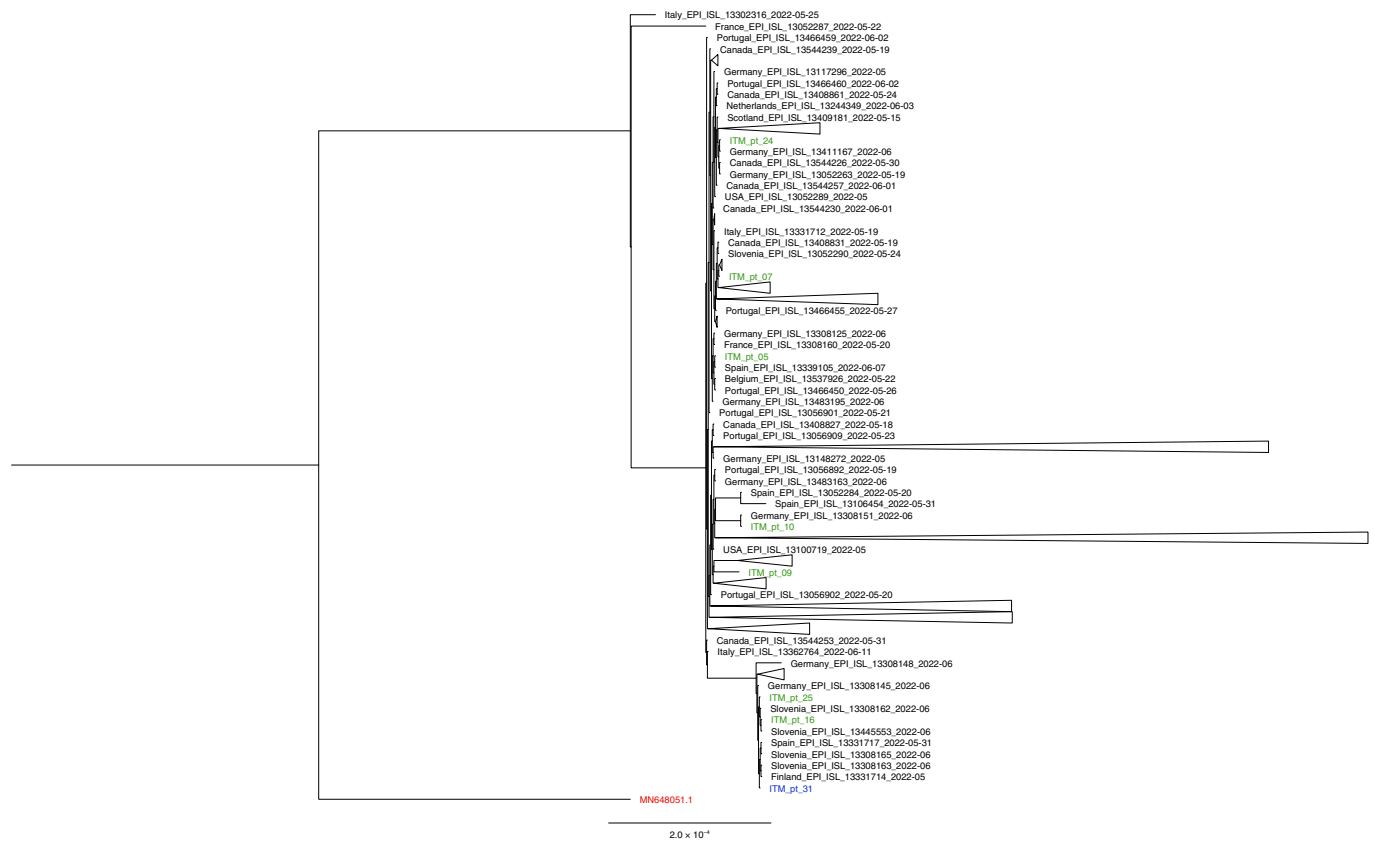 Italy_EPI_ISL_13302316_2022-05-25
France_EPI_ISL_13052287_2022-05-22
Portugal_EPI_ISL_13466459_2022-06-02
Canada_EPI_ISL_13544239_2022-05-19
Germany_EPI_ISL_13117296_2022-05
Portugal_EPI_ISL_13466460_2022-06-02
Canada_EPI_ISL_13408861_2022-05-24
Netherlands_EPI_ISL_13244349_2022-06-03
Scotland_EPI_ISL_13409181_2022-05-15
ITM_pt_24
Germany_EPI_ISL_13411167_2022-06
Canada_EPI_ISL_13544226_2022-05-30
Germany_EPI_ISL_13052263_2022-05-19
Canada_EPI_ISL_13544257_2022-06-01
USA_EPI_ISL_13052289_2022-05
Canada_EPI_ISL_13544230_2022-06-01
Italy_EPI_ISL_13331712_2022-05-19
Canada_EPI_ISL_13408831_2022-05-19
Slovenia_EPI_ISL_13052290_2022-05-24
ITM_pt_07
Portugal_EPI_ISL_13466455_2022-05-27
Germany_EPI_ISL_13308125_2022-06
France_EPI_ISL_13308160_2022-05-20
ITM_pt_05
Spain_EPI_ISL_13339105_2022-06-07
Belgium_EPI_ISL_13537926_2022-05-22
Portugal_EPI_ISL_13466450_2022-05-26
Germany_EPI_ISL_13483195_2022-06
Portugal_EPI_ISL_13056901_2022-05-21
Canada_EPI_ISL_13408827_2022-05-18
Portugal_EPI_ISL_13056909_2022-05-23
Germany_EPI_ISL_13148272_2022-05
Portugal_EPI_ISL_13056892_2022-05-19
Germany_EPI_ISL_13483163_2022-06
Spain_EPI_ISL_13052284_2022-05-20
Spain_EPI_ISL_13106454_2022-05-31
Germany_EPI_ISL_13308151_2022-06
ITM_pt_10
USA_EPI_ISL_13100719_2022-05
ITM_pt_09
Portugal_EPI_ISL_13056902_2022-05-20
Canada_EPI_ISL_13544253_2022-05-31
Italy_EPI_ISL_13362764_2022-06-11
Germany_EPI_ISL_13308148_2022-06
Germany_EPI_ISL_13308145_2022-06
ITM_pt_25
Slovenia_EPI_ISL_13308162_2022-06
ITM_pt_16
Slovenia_EPI_ISL_13445553_2022-06
Spain_EPI_ISL_13331717_2022-05-31
Slovenia_EPI_ISL_13308165_2022-06
Slovenia_EPI_ISL_13308163_2022-06
Finland_EPI_ISL_13331714_2022-05
ITM_pt_31
MN648051.1
2.0 × 10⁻⁴